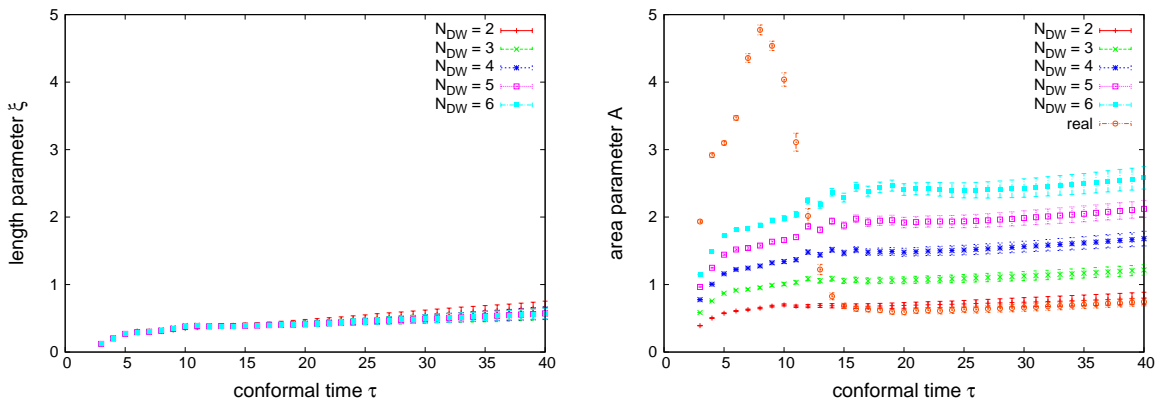 5
4
3
2
1
0
0
5
10
15
20
25
30
35
40
length parameter ξ
conformal time τ
N_DW = 2
N_DW = 3
N_DW = 4
N_DW = 5
N_DW = 6
5
4
3
2
1
0
0
5
10
15
20
25
30
35
40
area parameter A
conformal time τ
N_DW = 2
N_DW = 3
N_DW = 4
N_DW = 5
N_DW = 6
real